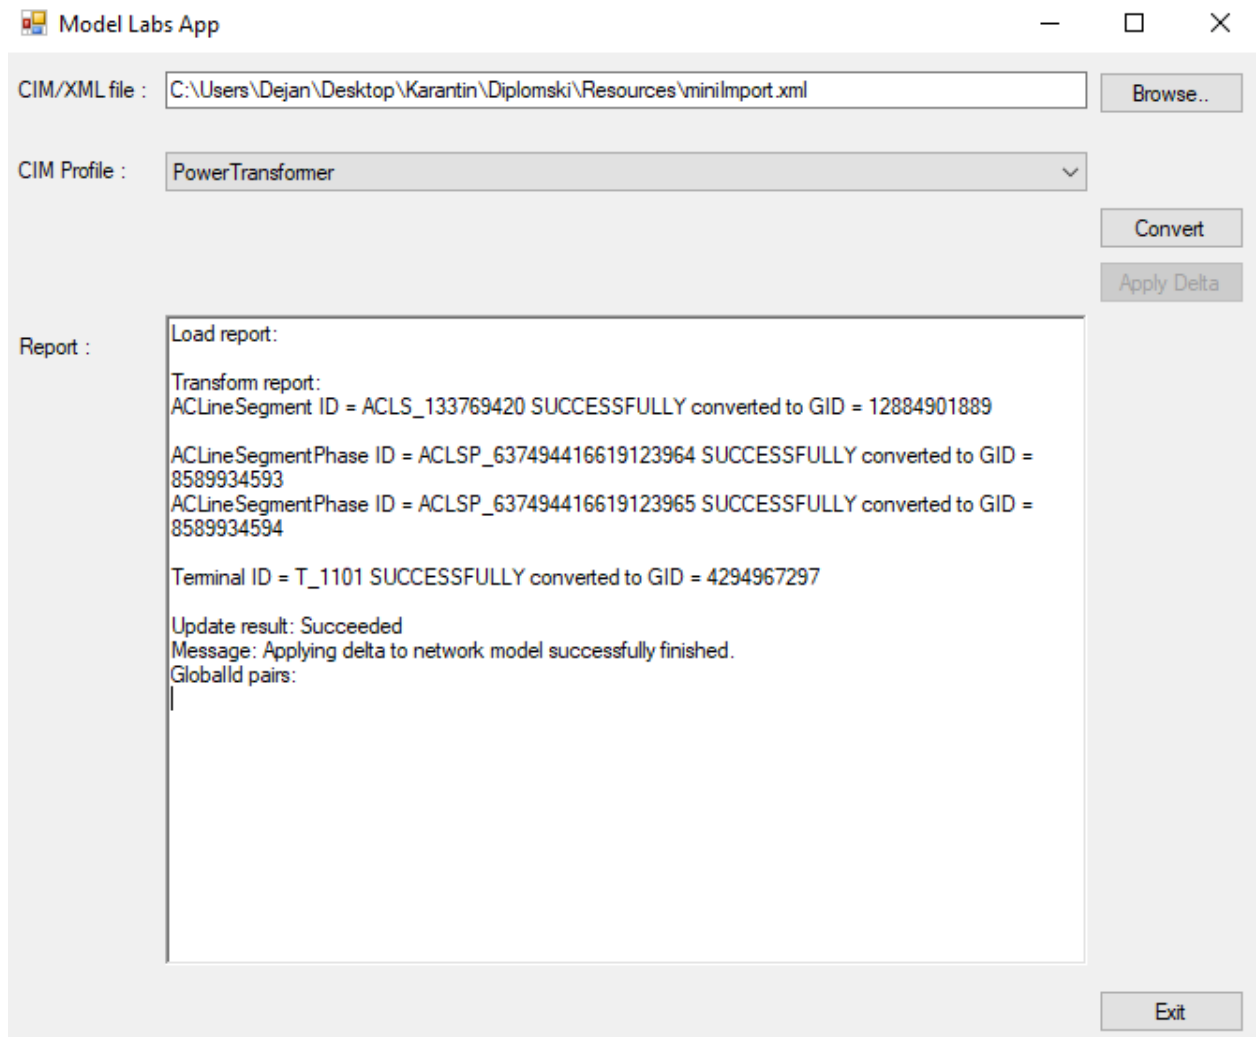 Model Labs App
CIM/XML file :
C:\Users\Dejan\Desktop\Karantin\Diplomski\Resources\miniImport.xml
Browse..
CIM Profile :
PowerTransformer
Convert
Apply Delta
Report :
Load report:
Transform report:
ACLineSegment ID = ACLS_133769420 SUCCESSFULLY converted to GID = 12884901889
ACLineSegmentPhase ID = ACLSP_637494416619123964 SUCCESSFULLY converted to GID =
8589934593
ACLineSegmentPhase ID = ACLSP_637494416619123965 SUCCESSFULLY converted to GID =
8589934594
Terminal ID = T_1101 SUCCESSFULLY converted to GID = 4294967297
Update result: Succeeded
Message: Applying delta to network model successfully finished.
GlobalId pairs:
Exit